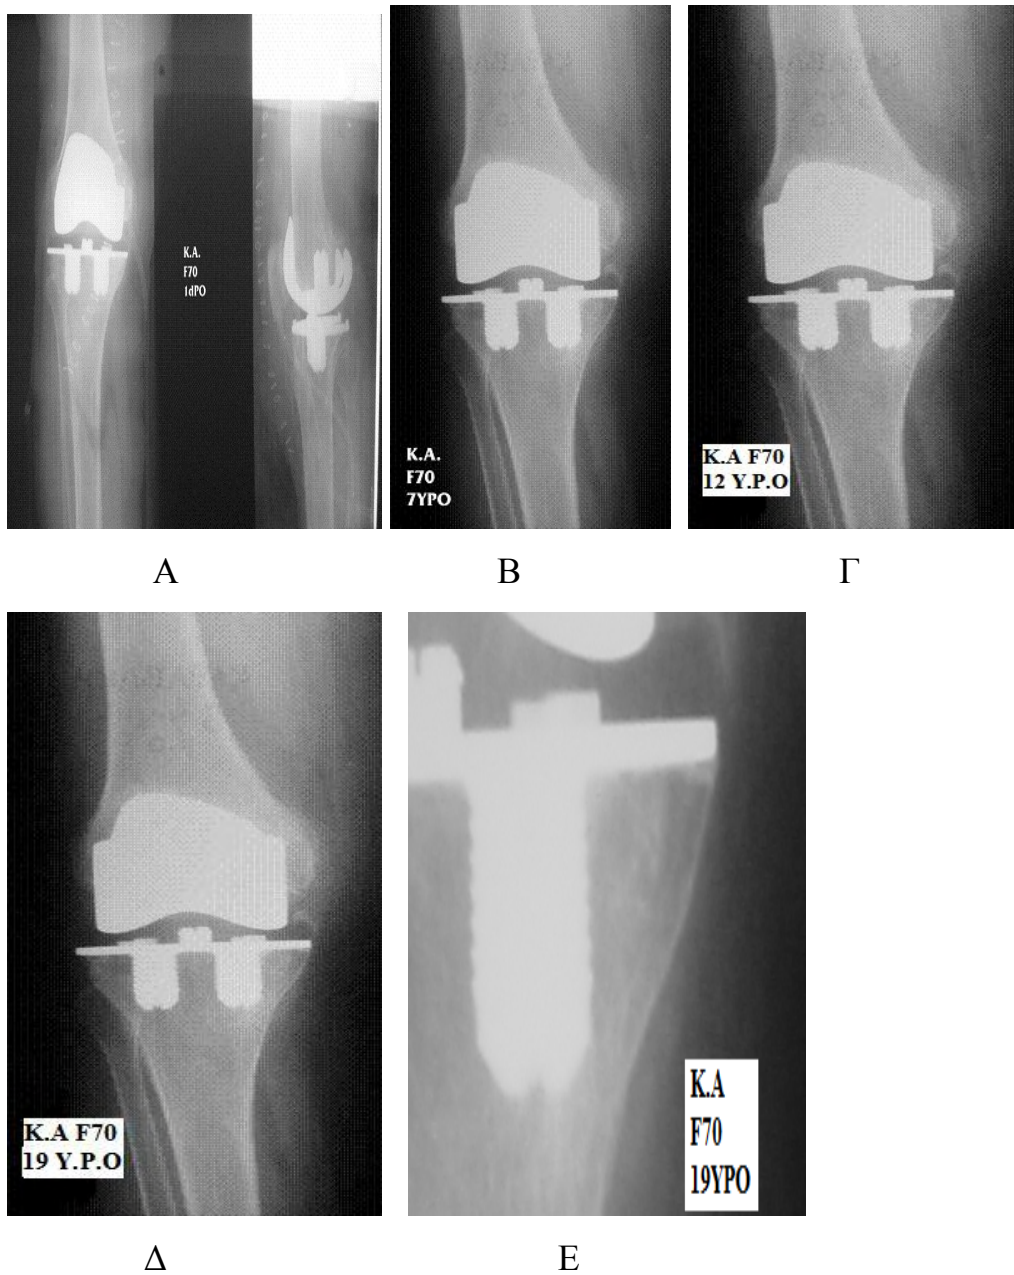 K.A.
F70
1dPO
K.A.
F70
7YPO
K.A F70
12 Y.P.O
Α
Β
Γ
K.A F70
19 Y.P.O
K.A
F70
19YPO
Δ
Ε